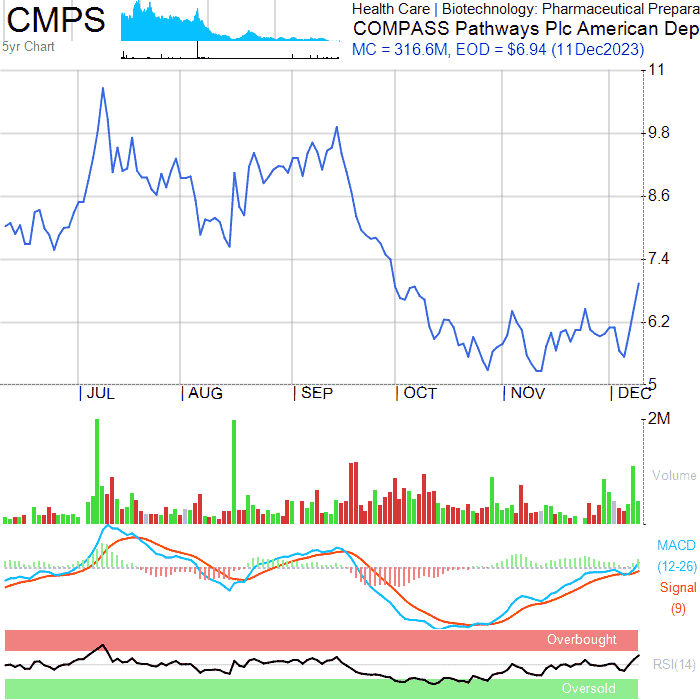 CMPS
5yr Chart
Health Care | Biotechnology: Pharmaceutical Prepara
COMPASS Pathways Plc American Dep
MC = 316.6M, EOD = $6.94 (11Dec2023)
11
9.8
8.6
7.4
6.2
5
JUL AUG SEP OCT NOV DEC
2M
Volume
MACD
(12-26)
Signal
(9)
Overbought
RSI(14)
Oversold